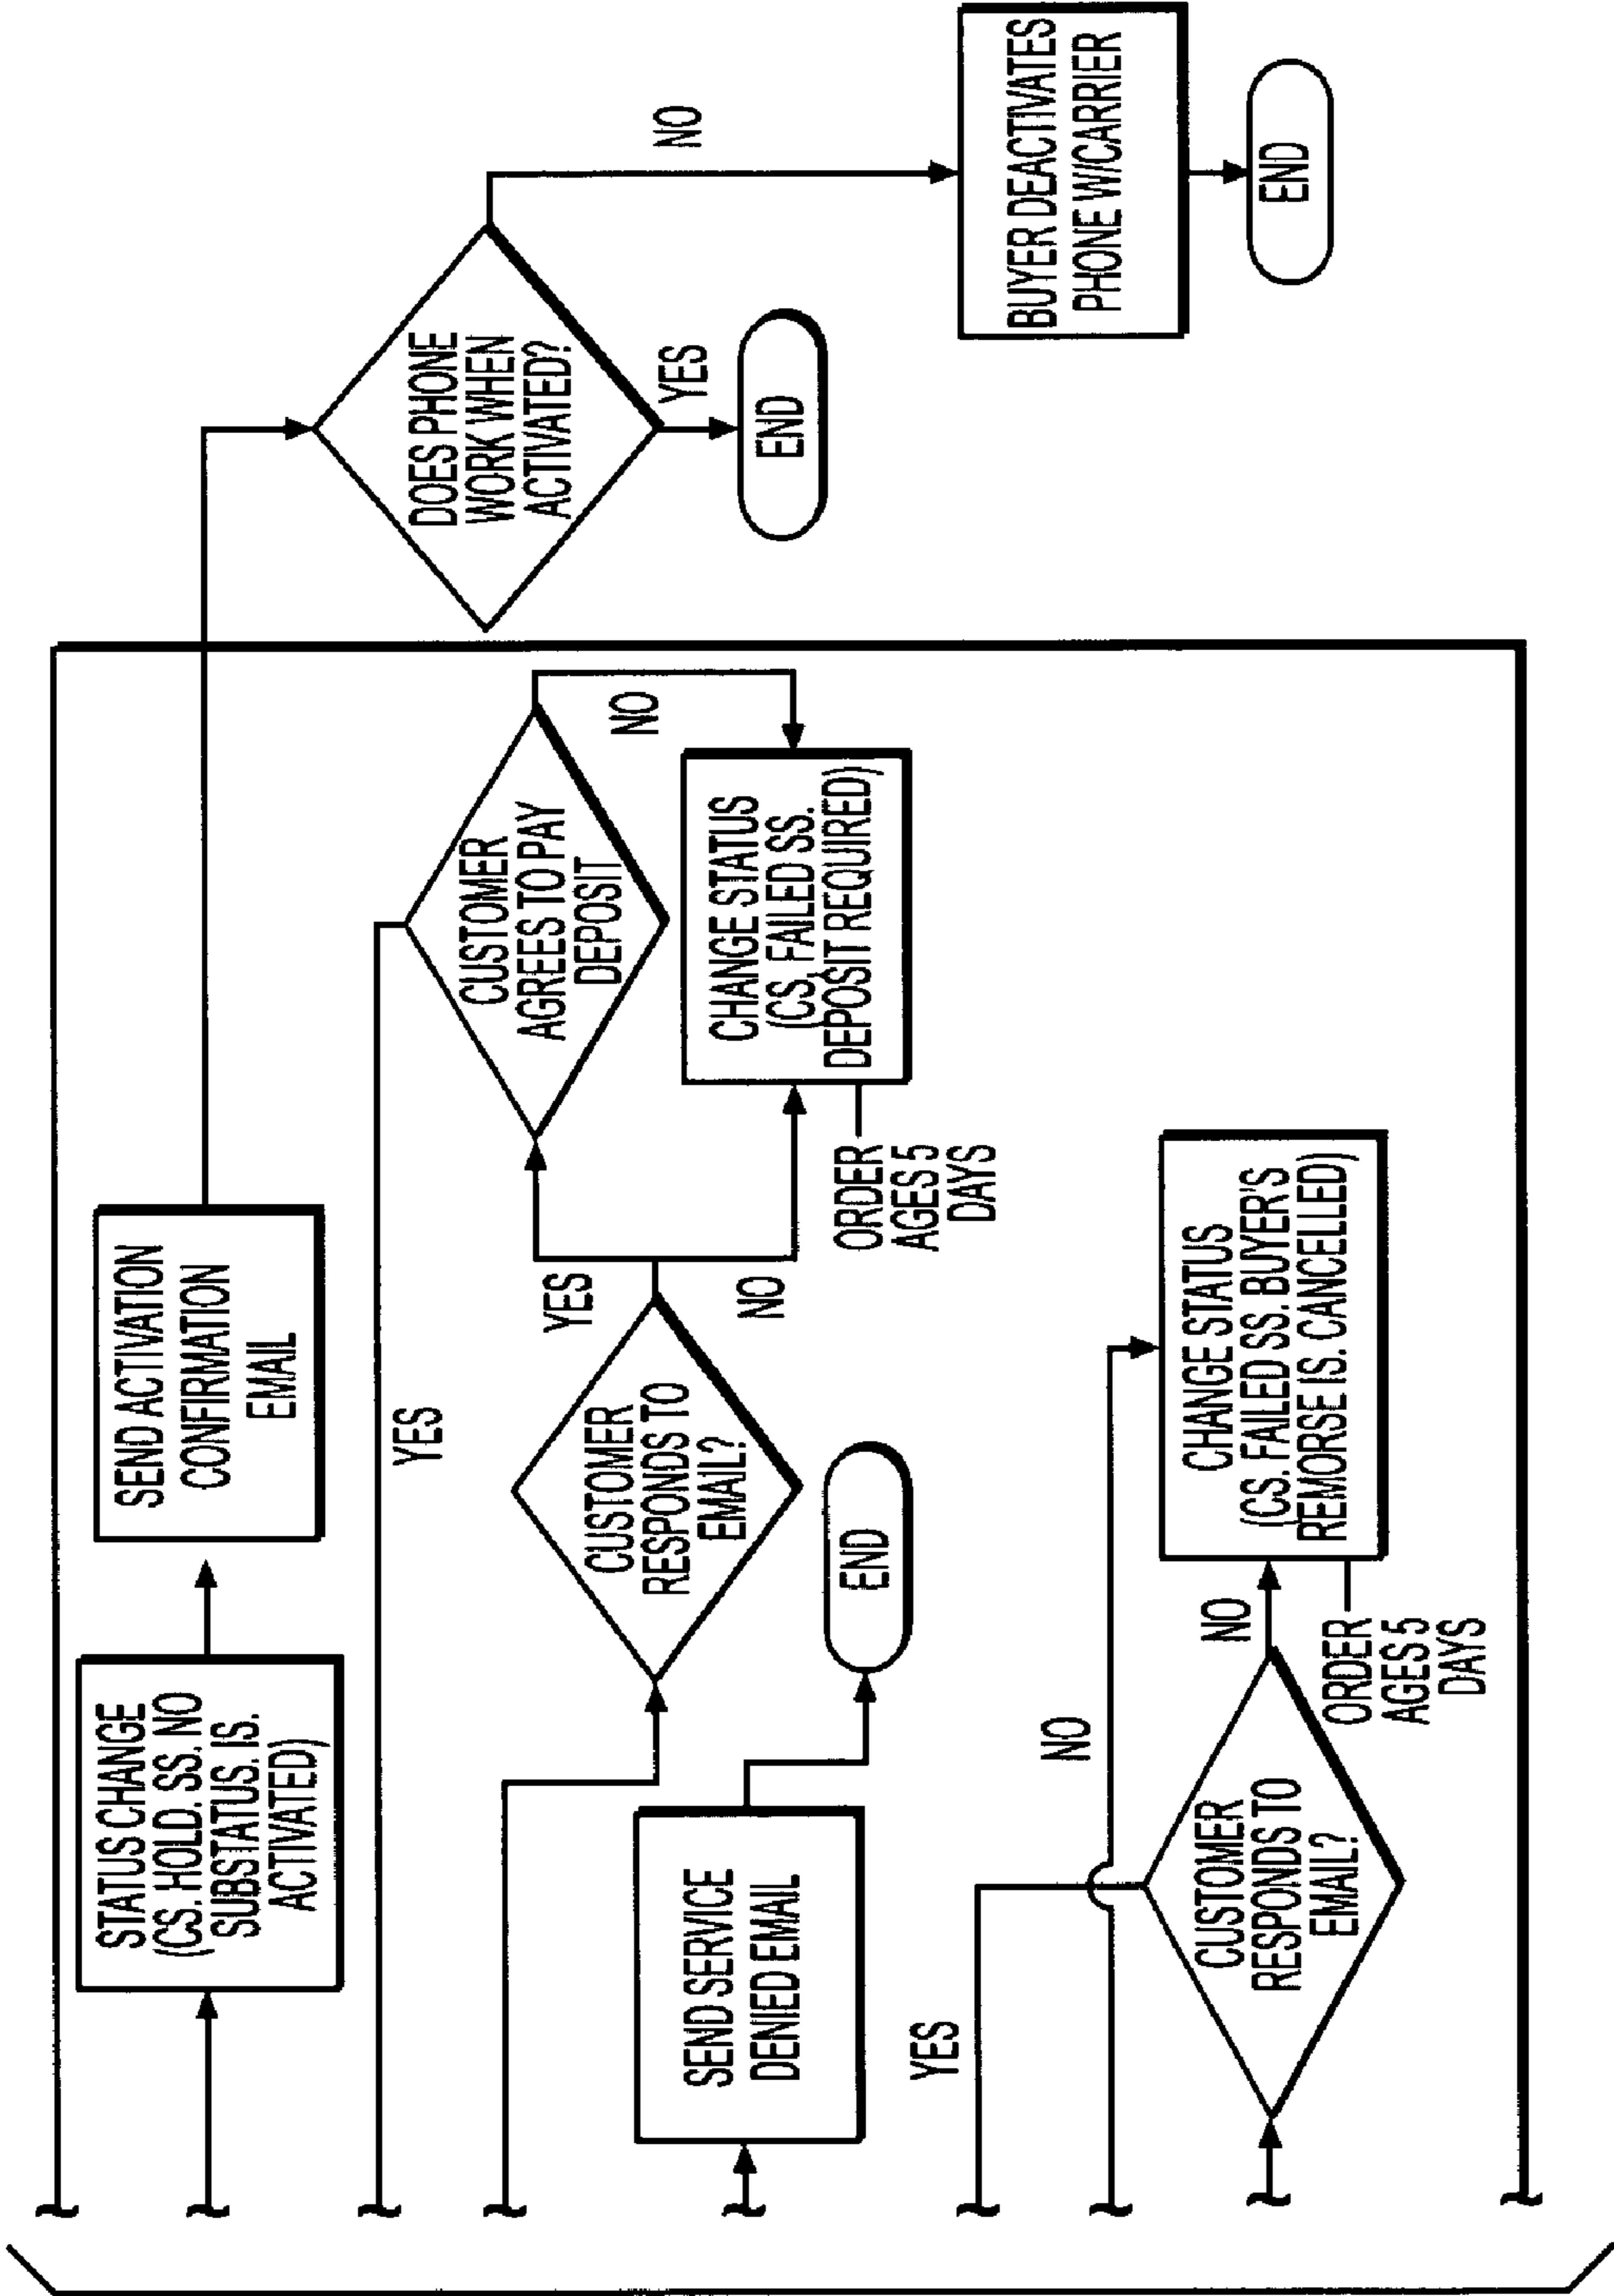 STATUS CHANGE
(CS. HOLD. SS. NO
SUBSTATUS. IS.
ACTIVATED)
SEND ACTIVATION
CONFIRMATION
EMAIL
DOES PHONE
WORK WHEN
ACTIVATED?
YES
END
NO
BUYER DEACTIVATES
PHONE W/CARRIER
END
YES
CUSTOMER
RESPONDS TO
EMAIL?
YES
NO
CUSTOMER
AGREES TO PAY
DEPOSIT
NO
CHANGE STATUS
(CS. FAILED SS.
DEPOSIT REQUIRED)
ORDER
AGES 5
DAYS
SEND SERVICE
DENIED EMAIL
END
YES
NO
CUSTOMER
RESPONDS TO
EMAIL?
NO
CHANGE STATUS
(CS. FAILED SS. BUYER'S
REMORSE IS. CANCELLED)
ORDER
AGES 5
DAYS